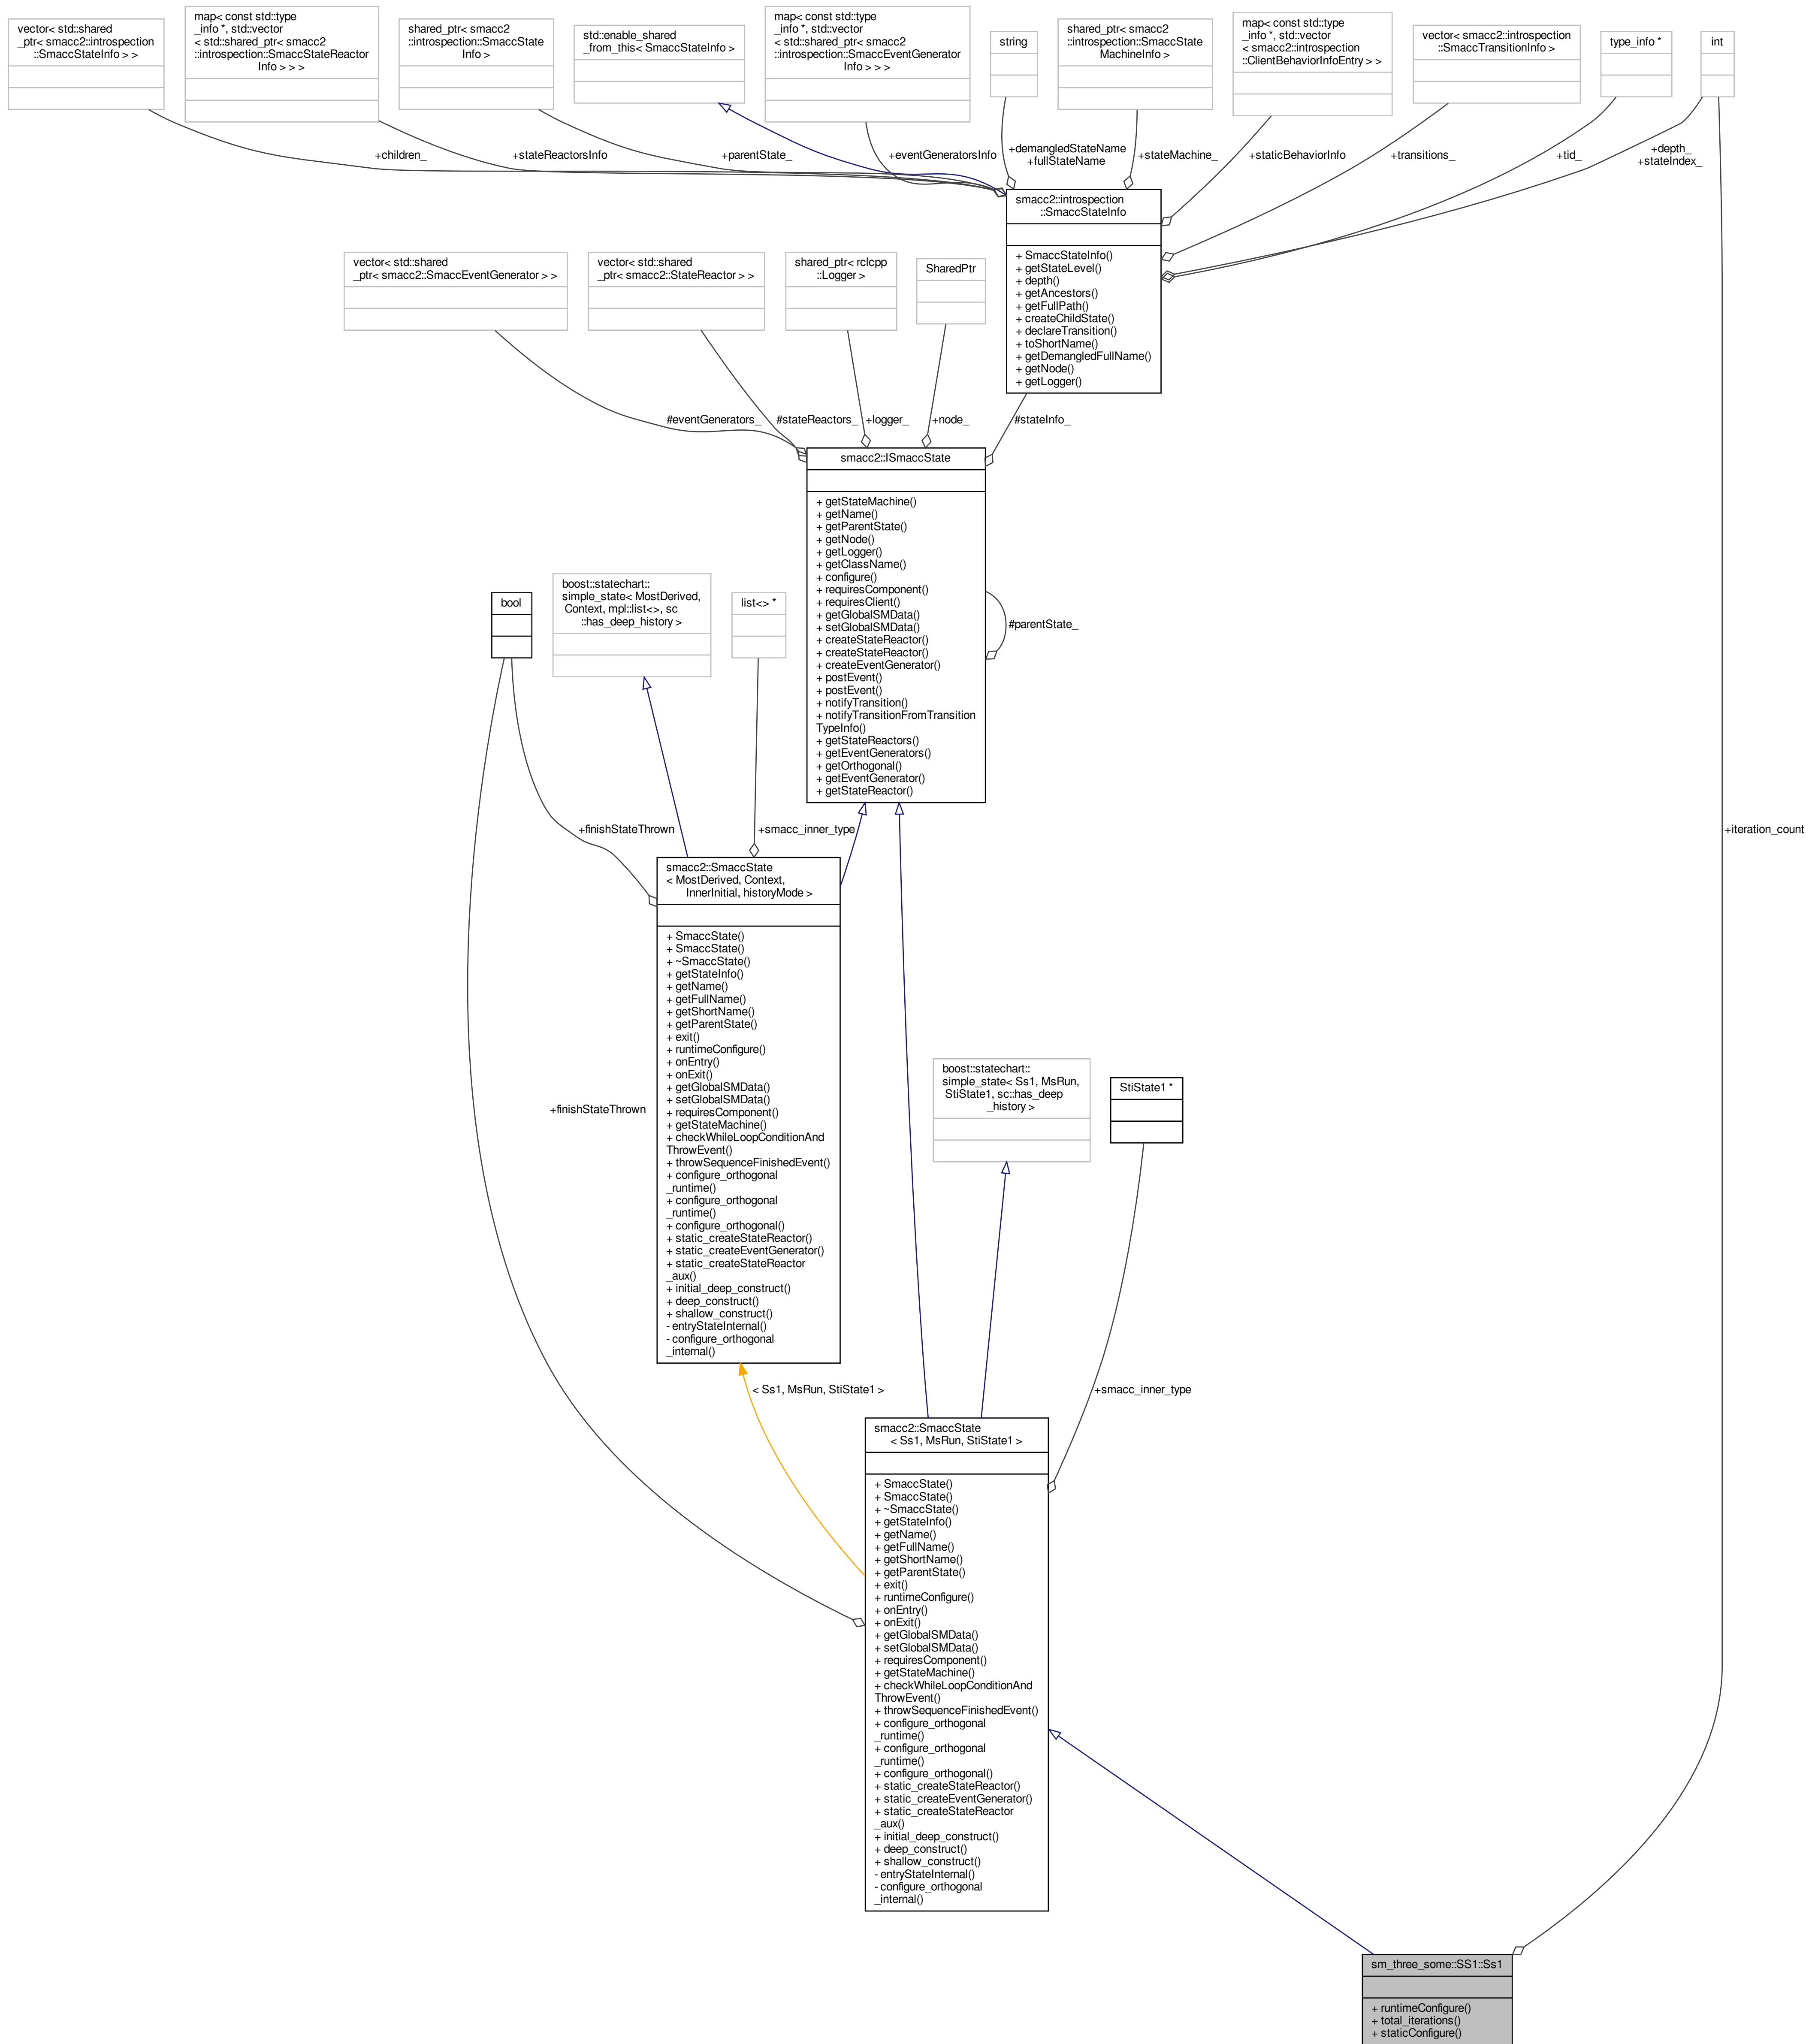 vector< std::shared
_ptr< smacc2::introspection
::SmaccStateInfo > >
map< const std::type
_info *, std::vector
< std::shared_ptr< smacc2
::introspection::SmaccStateReactor
Info > > >
shared_ptr< smacc2
::introspection::SmaccState
Info >
std::enable_shared
_from_this< SmaccStateInfo >
map< const std::type
_info *, std::vector
< std::shared_ptr< smacc2
::introspection::SmaccEventGenerator
Info > > >
string
shared_ptr< smacc2
::introspection::SmaccState
MachineInfo >
map< const std::type
_info *, std::vector
< smacc2::introspection
::ClientBehaviorInfoEntry > >
vector< smacc2::introspection
::SmaccTransitionInfo >
type_info *
int
+children_
+stateReactorsInfo
+parentState_
+eventGeneratorsInfo
+demangledStateName
+fullStateName
+stateMachine_
+staticBehaviorInfo
+transitions_
+tid_
+depth_
+stateIndex_
smacc2::introspection
::SmaccStateInfo
+ SmaccStateInfo()
+ getStateLevel()
+ depth()
+ getAncestors()
+ getFullPath()
+ createChildState()
+ declareTransition()
+ toShortName()
+ getDemangledFullName()
+ getNode()
+ getLogger()
vector< std::shared
_ptr< smacc2::SmaccEventGenerator > >
vector< std::shared
_ptr< smacc2::StateReactor > >
shared_ptr< rclcpp
::Logger >
SharedPtr
#eventGenerators_
#stateReactors_
+logger_
+node_
#stateInfo_
smacc2::ISmaccState
+ getStateMachine()
+ getName()
+ getParentState()
+ getNode()
+ getLogger()
+ getClassName()
+ configure()
+ requiresComponent()
+ requiresClient()
+ getGlobalSMData()
+ setGlobalSMData()
+ createStateReactor()
+ createStateReactor()
+ createEventGenerator()
+ postEvent()
+ postEvent()
+ notifyTransition()
+ notifyTransitionFromTransition
TypeInfo()
+ getStateReactors()
+ getEventGenerators()
+ getOrthogonal()
+ getEventGenerator()
+ getStateReactor()
#parentState_
bool
boost::statechart::
simple_state< MostDerived,
Context, mpl::list<>, sc
::has_deep_history >
list<> *
+finishStateThrown
+smacc_inner_type
+iteration_count
smacc2::SmaccState
< MostDerived, Context,
InnerInitial, historyMode >
+ SmaccState()
+ SmaccState()
+ ~SmaccState()
+ getStateInfo()
+ getName()
+ getFullName()
+ getShortName()
+ getParentState()
+ exit()
+ runtimeConfigure()
+ onEntry()
+ onExit()
+ getGlobalSMData()
+ setGlobalSMData()
+ requiresComponent()
+ getStateMachine()
+ checkWhileLoopConditionAnd
ThrowEvent()
+ throwSequenceFinishedEvent()
+ configure_orthogonal
_runtime()
+ configure_orthogonal
_runtime()
+ configure_orthogonal()
+ static_createStateReactor()
+ static_createEventGenerator()
+ static_createStateReactor
_aux()
+ initial_deep_construct()
+ deep_construct()
+ shallow_construct()
- entryStateInternal()
- configure_orthogonal
_internal()
+finishStateThrown
boost::statechart::
simple_state< Ss1, MsRun,
StiState1, sc::has_deep
_history >
StiState1 *
< Ss1, MsRun, StiState1 >
+smacc_inner_type
smacc2::SmaccState
< Ss1, MsRun, StiState1 >
+ SmaccState()
+ SmaccState()
+ ~SmaccState()
+ getStateInfo()
+ getName()
+ getFullName()
+ getShortName()
+ getParentState()
+ exit()
+ runtimeConfigure()
+ onEntry()
+ onExit()
+ getGlobalSMData()
+ setGlobalSMData()
+ requiresComponent()
+ getStateMachine()
+ checkWhileLoopConditionAnd
ThrowEvent()
+ throwSequenceFinishedEvent()
+ configure_orthogonal
_runtime()
+ configure_orthogonal
_runtime()
+ configure_orthogonal()
+ static_createStateReactor()
+ static_createEventGenerator()
+ static_createStateReactor
_aux()
+ initial_deep_construct()
+ deep_construct()
+ shallow_construct()
- entryStateInternal()
- configure_orthogonal
_internal()
sm_three_some::SS1::Ss1
+ runtimeConfigure()
+ total_iterations()
+ staticConfigure()